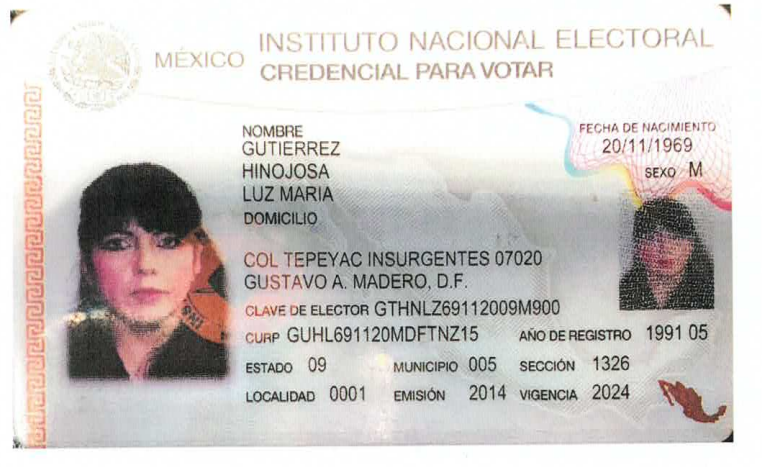 MÉXICO INSTITUTO NACIONAL ELECTORAL
CREDENCIAL PARA VOTAR
NOMBRE
GUTIERREZ
HINOJOSA
LUZ MARIA
DOMICILIO
COL TEPEYAC INSURGENTES 07020
GUSTAVO A. MADERO, D.F.
FECHA DE NACIMIENTO
20/11/1969
SEXO M
CLAVE DE ELECTOR GTHNLZ69112009M900
CURP GUHL691120MDFTNZ15 AÑO DE REGISTRO 1991 05
ESTADO 09 MUNICIPIO 005 SECCIÓN 1326
LOCALIDAD 0001 EMISIÓN 2014 VIGENCIA 2024